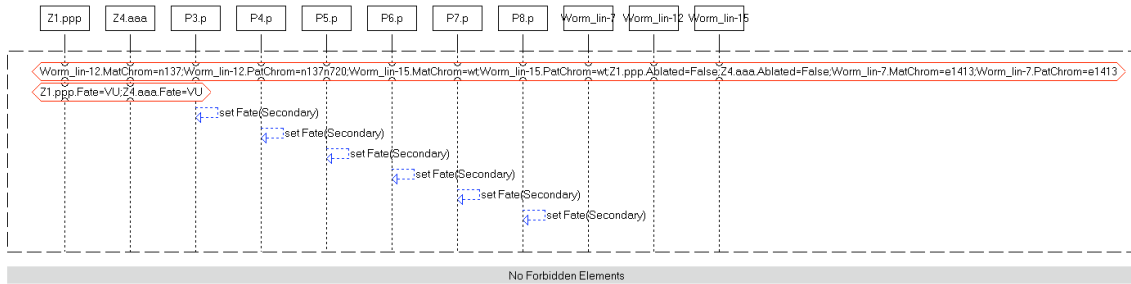 Z1.ppp Z4.aaa P3.p P4.p P5.p P6.p P7.p P8.p Worm_lin-7 Worm_lin-12 Worm_lin-15
Worm_lin-12.MatChrom=n137;Worm_lin-12.PatChrom=n137n720;Worm_lin-15.MatChrom=wt;Worm_lin-15.PatChrom=wt;Z1.ppp.Ablated=False;Z4.aaa.Ablated=False;Worm_lin-7.MatChrom=e1413;Worm_lin-7.PatChrom=e1413
Z1.ppp.Fate=VU;Z4.aaa.Fate=VU
set Fate(Secondary)
set Fate(Secondary)
set Fate(Secondary)
set Fate(Secondary)
set Fate(Secondary)
set Fate(Secondary)
No Forbidden Elements